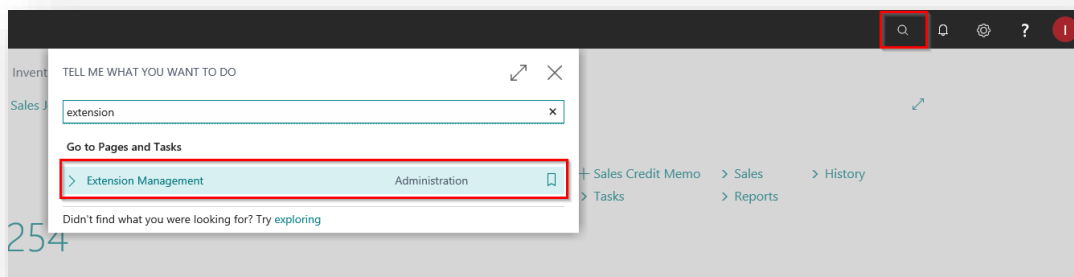 ?
I
Invent
TELL ME WHAT YOU WANT TO DO
Sales J
extension
Go to Pages and Tasks
Extension Management Administration
+ Sales Credit Memo > Sales > History
> Tasks > Reports
Didn't find what you were looking for? Try exploring
254